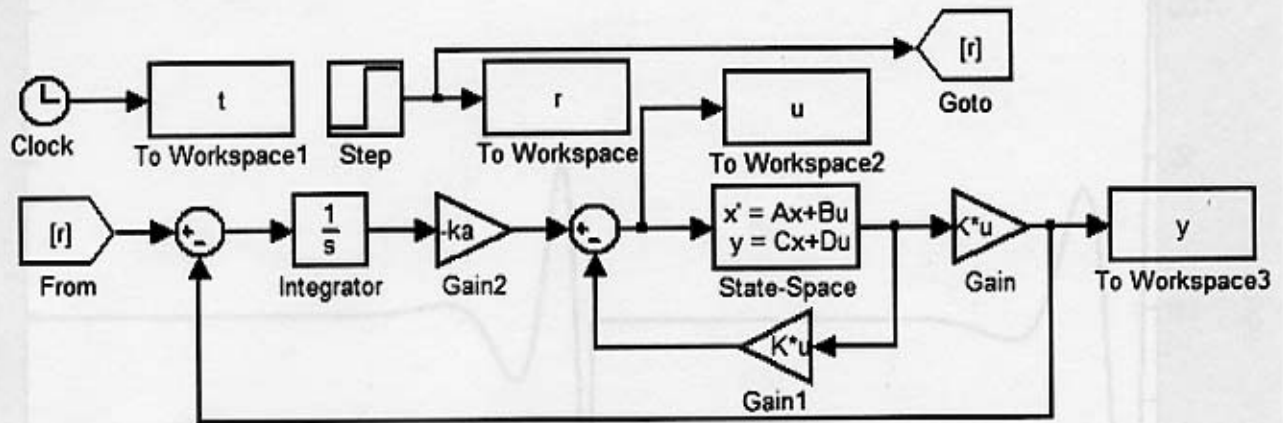 [r]
Goto
t
r
u
Clock
To Workspace1
Step
To Workspace
To Workspace2
[r]
+
-
1
s
-ka
+
-
x' = Ax+Bu
y = Cx+Du
K*u
y
From
Integrator
Gain2
State-Space
Gain
To Workspace3
K*u
Gain1